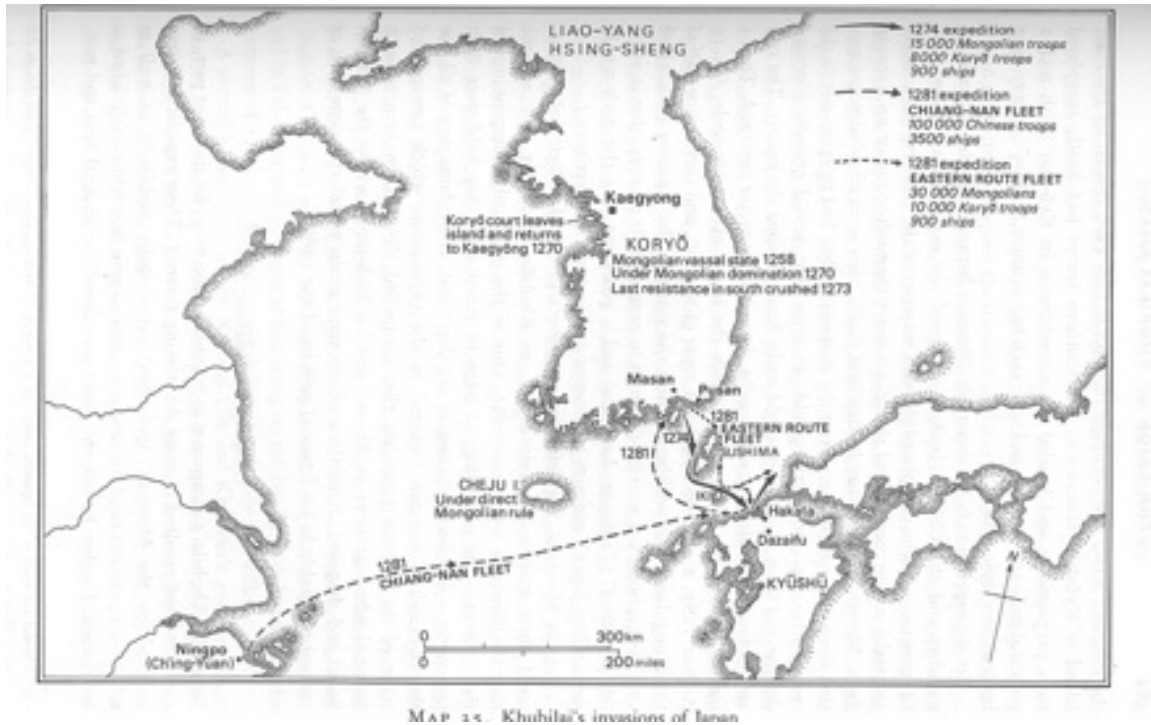 LIAO-YANG
HSING-SHENG
1274 expedition
15 000 Mongolian troops
8000 Koryŏ troops
900 ships
1281 expedition
CHIANG-NAN FLEET
100 000 Chinese troops
3500 ships
1281 expedition
EASTERN ROUTE FLEET
30 000 Mongolians
10 000 Koryŏ troops
900 ships
Kaegyong
Koryŏ court leaves
island and returns
to Kaegyŏng 1270
KORYŎ
Mongolian vassal state 1258
Under Mongolian domination 1270
Last resistance in south crushed 1273
Masan
Pusan
1281
EASTERN ROUTE
FLEET
1274
USHIMA
1281
IKI
CHEJU I.
Under direct
Mongolian rule
Hakata
Dazaifu
KYŪSHŪ
1281
CHIANG-NAN FLEET
N
Ningpo
(Ch'ing-Yuan)
0 300 km
0 200 miles
MAP 25. Khubilai's invasions of Japan